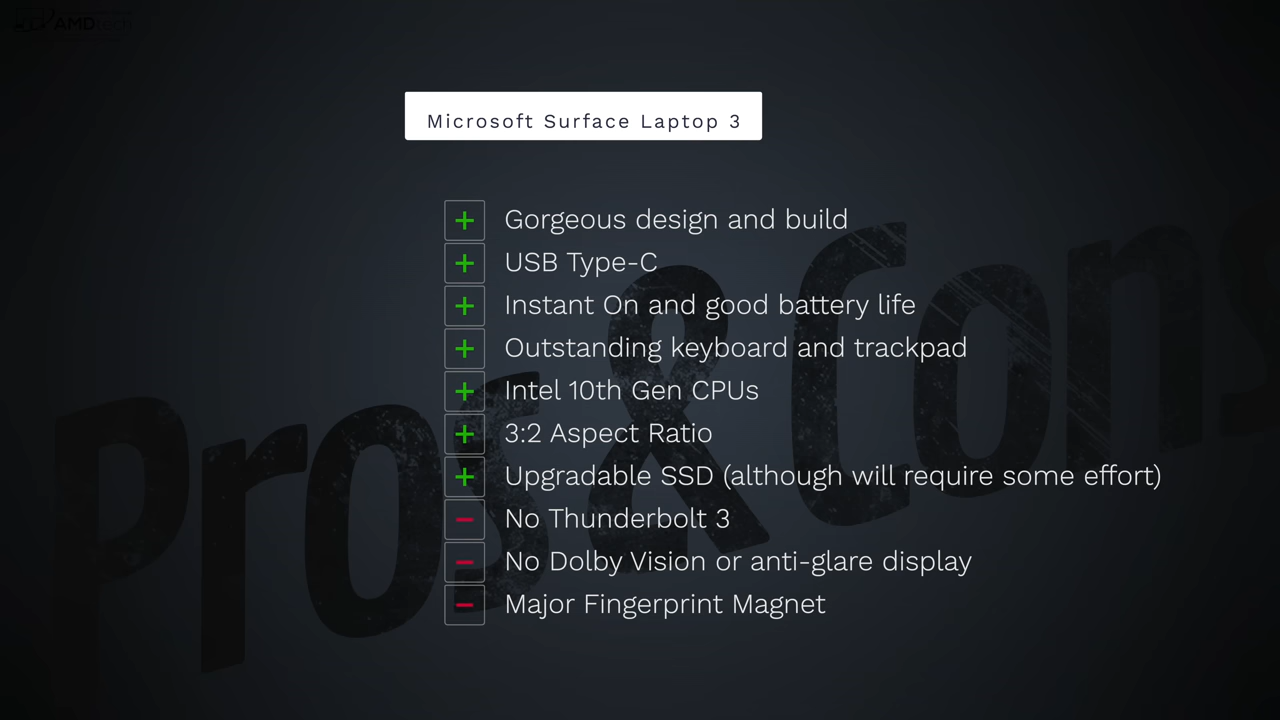 AMDtech
Microsoft Surface Laptop 3
Gorgeous design and build
USB Type-C
Instant On and good battery life
Outstanding keyboard and trackpad
Intel 10th Gen CPUs
3:2 Aspect Ratio
Upgradable SSD (although will require some effort)
No Thunderbolt 3
No Dolby Vision or anti-glare display
Major Fingerprint Magnet
Pros & Cons